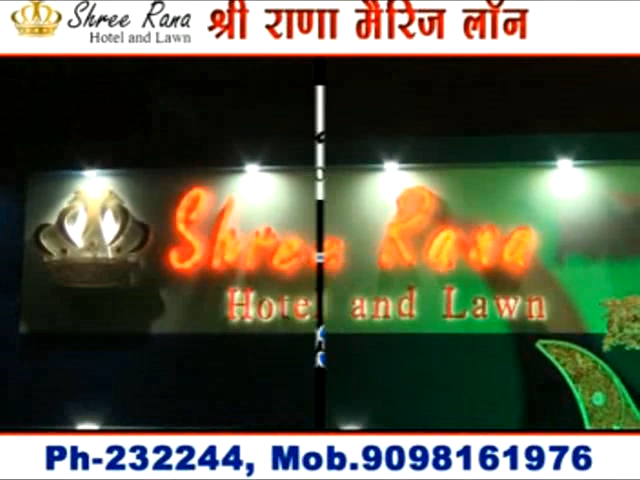 Shree Rana
Hotel and Lawn
श्री राणा मैरिज लॉन
Shree Rana
Hotel and Lawn
Ph-232244, Mob.9098161976